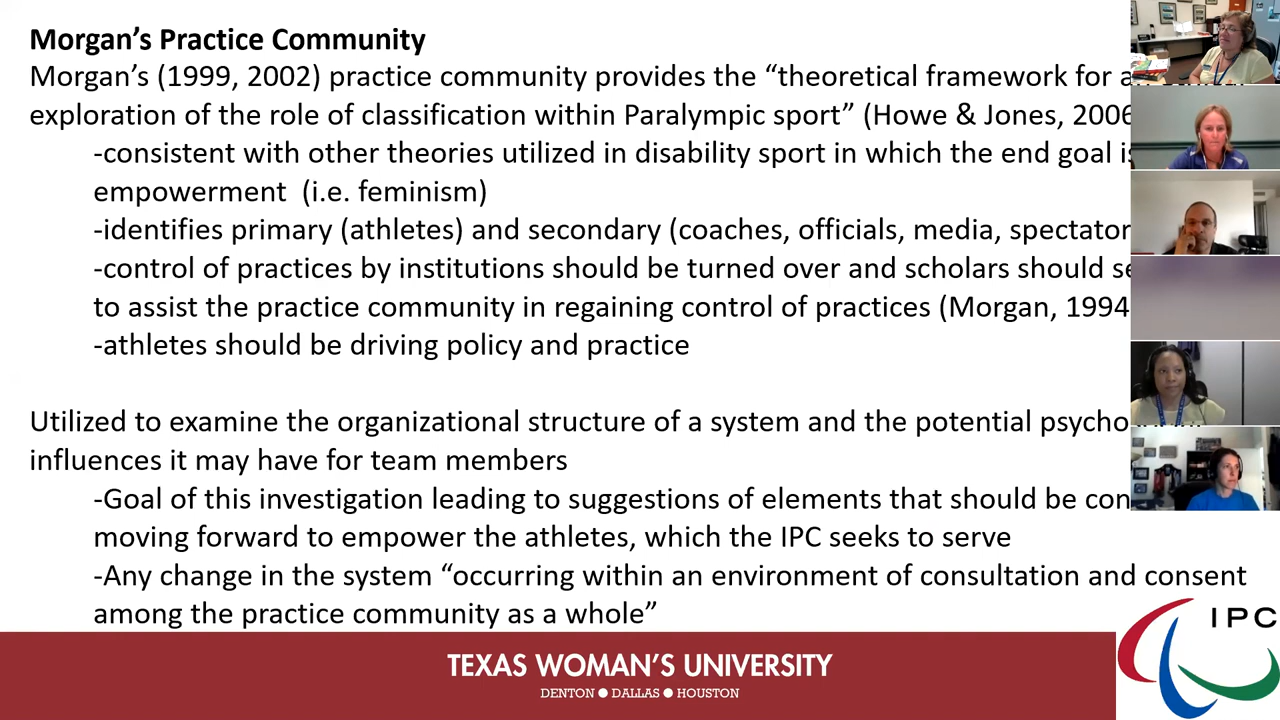 Morgan's Practice Community
Morgan's (1999, 2002) practice community provides the "theoretical framework for
exploration of the role of classification within Paralympic sport" (Howe & Jones, 2006
-consistent with other theories utilized in disability sport in which the end goal is
empowerment (i.e. feminism)
-identifies primary (athletes) and secondary (coaches, officials, media,
-control of practices by institutions should be turned over and scholars should
to assist the practice community in regaining control of practices (Morgan, 1994
-athletes should be driving policy and practice
Utilized to examine the organizational structure of a system and the potential
influences it may have for team members
-Goal of this investigation leading to suggestions of elements that should be
moving forward to empower the athletes, which the IPC seeks to serve
-Any change in the system "occurring within an environment of consultation and consent
among the practice community as a whole"
IPC
TEXAS WOMAN'S UNIVERSITY
DENTON ● DALLAS ● HOUSTON